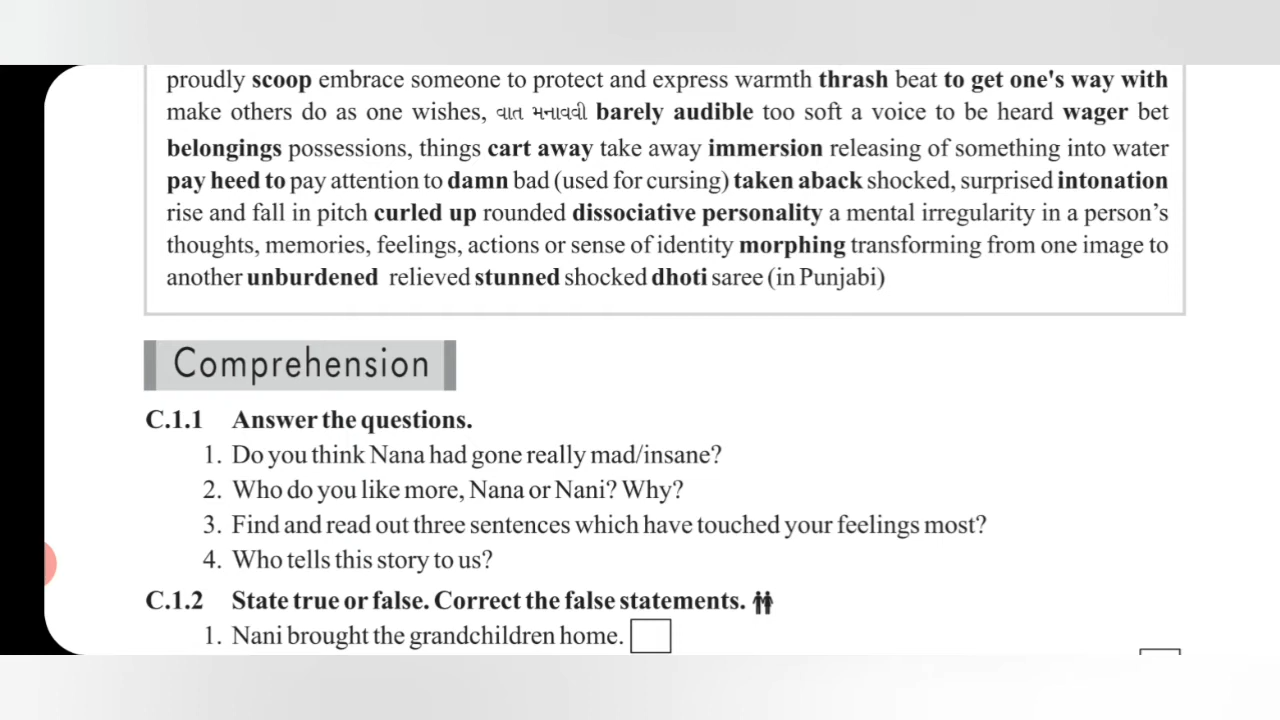 proudly scoop embrace someone to protect and express warmth thrash beat to get one's way with
make others do as one wishes, વાત મનાવવી barely audible too soft a voice to be heard wager bet
belongings possessions, things cart away take away immersion releasing of something into water
pay heed to pay attention to damn bad (used for cursing) taken aback shocked, surprised intonation
rise and fall in pitch curled up rounded dissociative personality a mental irregularity in a person’s
thoughts, memories, feelings, actions or sense of identity morphing transforming from one image to
another unburdened relieved stunned shocked dhoti saree (in Punjabi)
Comprehension
C.1.1 Answer the questions.
1. Do you think Nana had gone really mad/insane?
2. Who do you like more, Nana or Nani? Why?
3. Find and read out three sentences which have touched your feelings most?
4. Who tells this story to us?
C.1.2 State true or false. Correct the false statements.
1. Nani brought the grandchildren home.